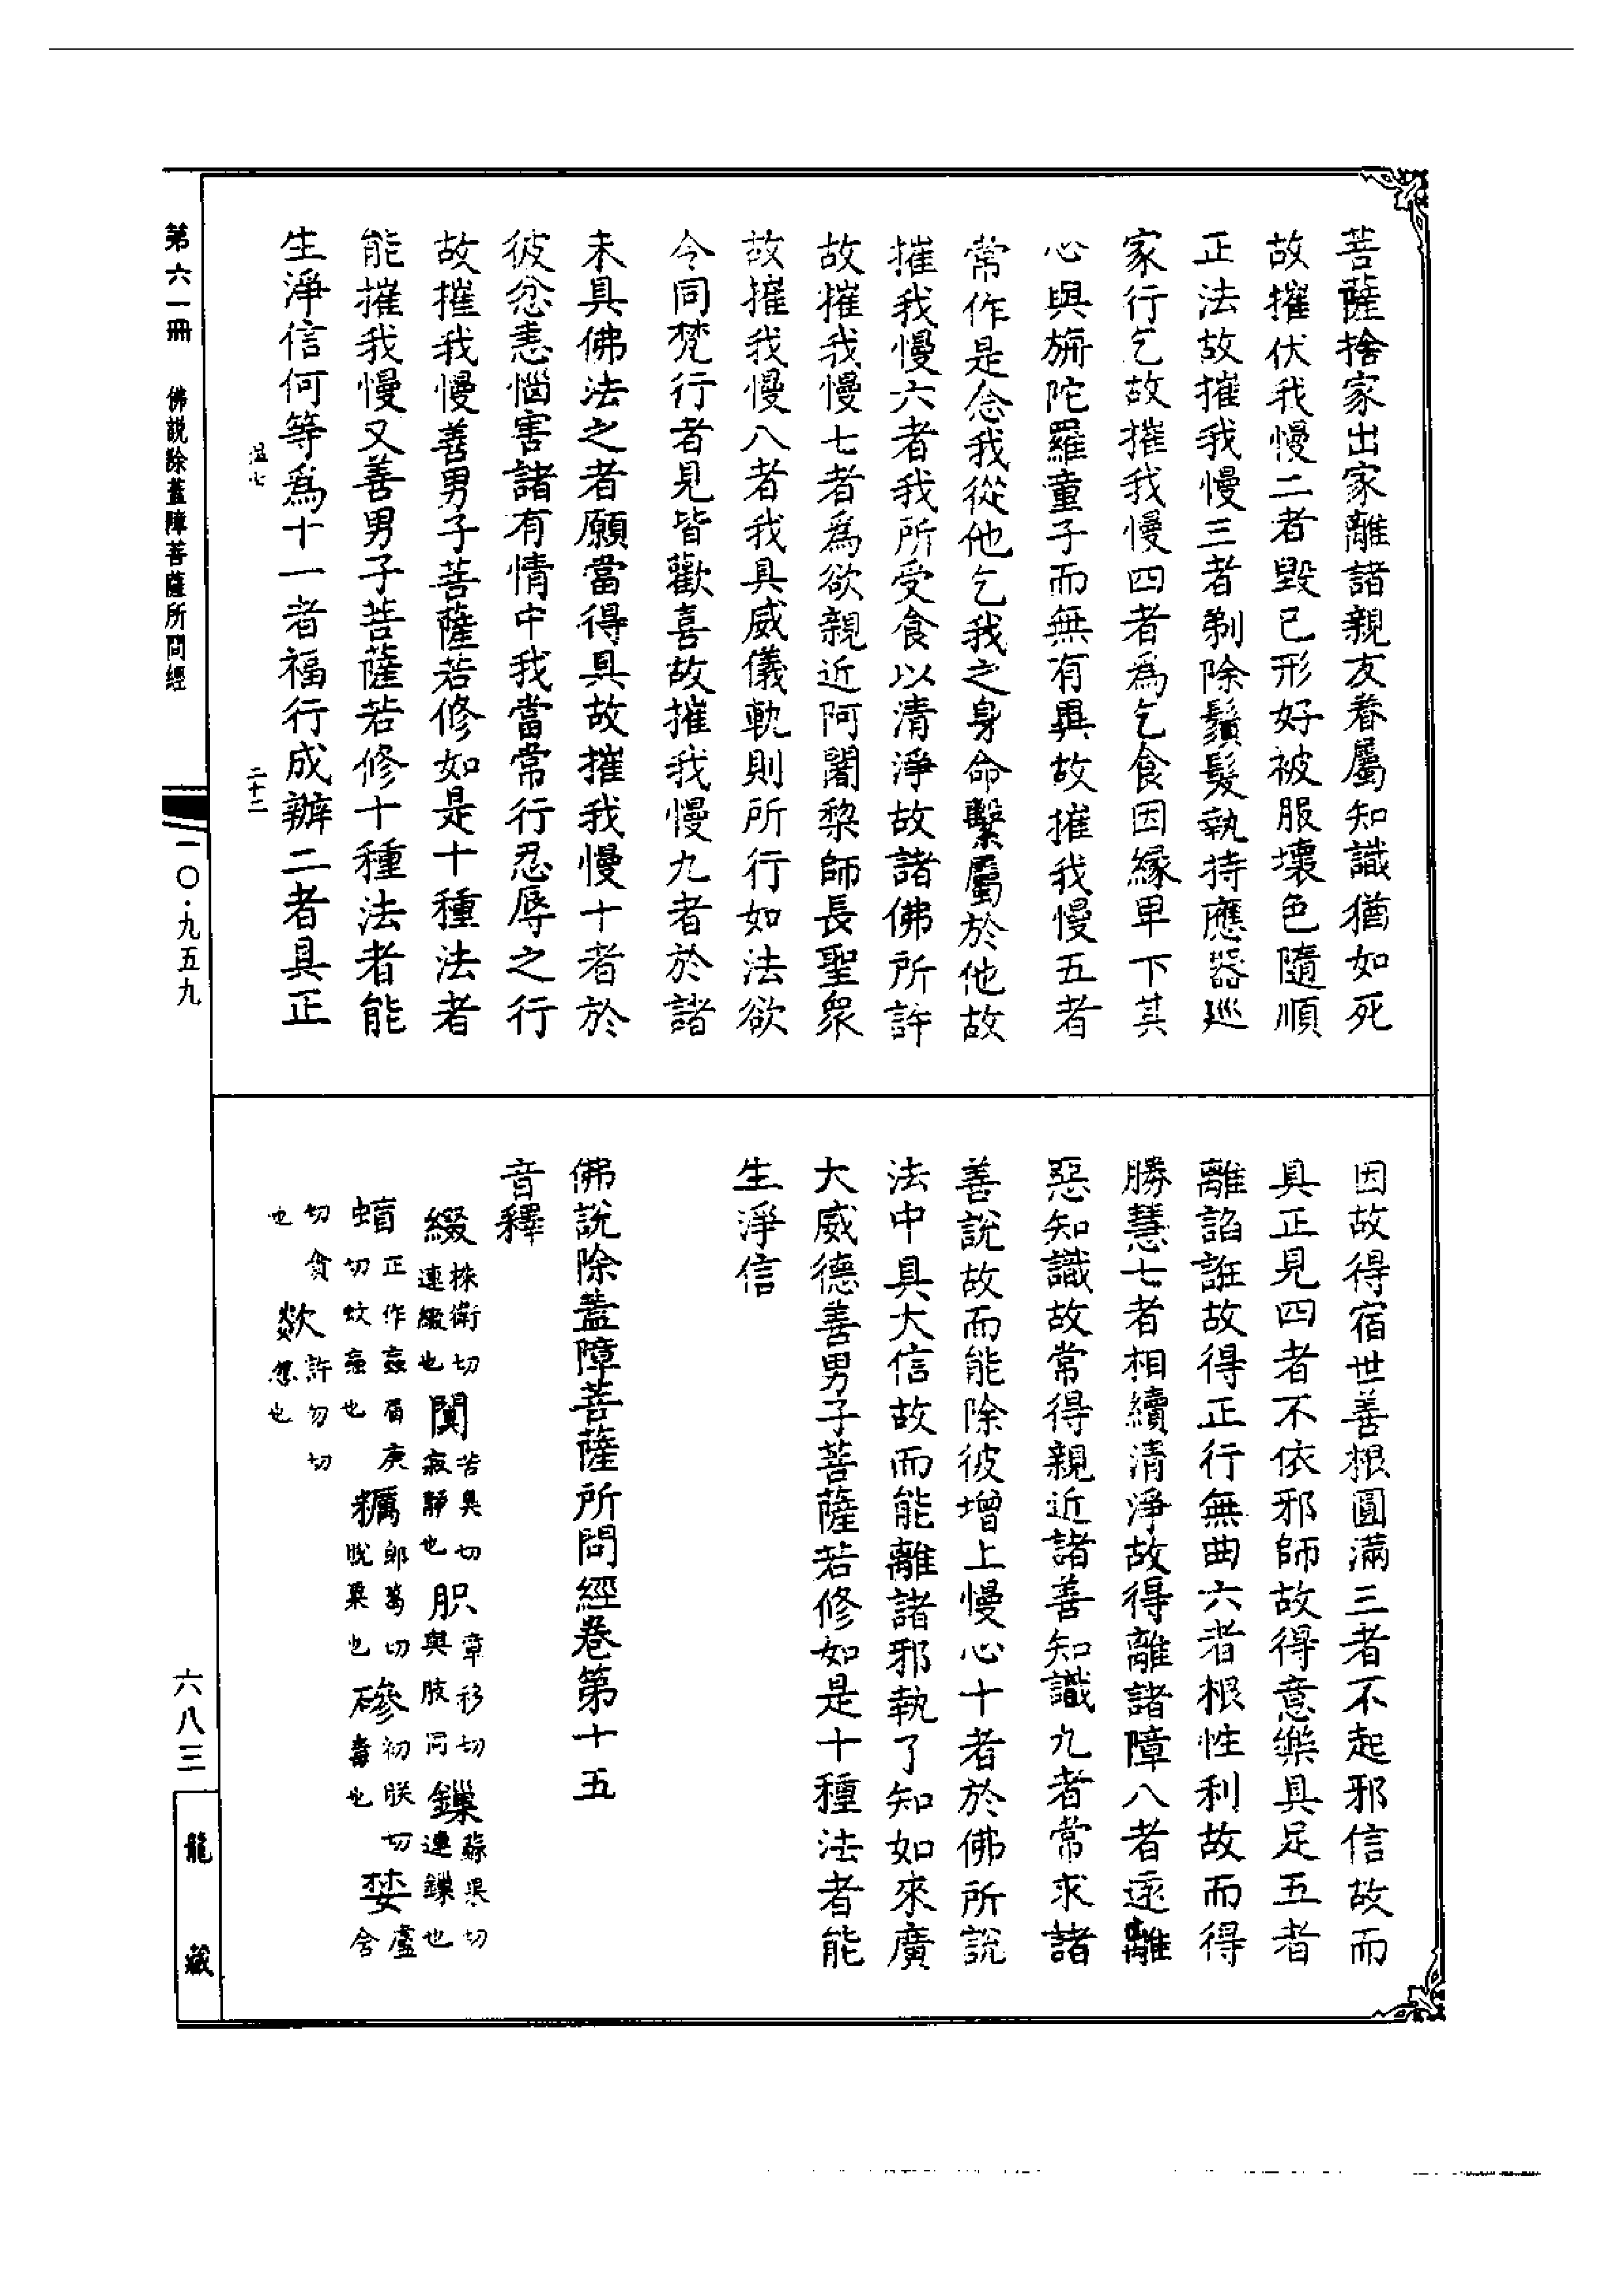 菩薩捨家出家離諸親友眷屬知識猶如死
故摧伏我慢二者毀已形好被服壞色隨順
正法故摧我慢三者剃除鬚髮執持應器巡
家行乞故摧我慢四者為乞食因緣卑下其
心與旃陀羅童子而無有異故摧我慢五者
常作是念我從他乞我之身命繫屬於他故
摧我慢六者我所受食以清淨故諸佛所許
故摧我慢七者為欲親近阿闍黎師長聖眾
故摧我慢八者我具威儀軌則所行如法欲
令同梵行者見皆歡喜故摧我慢九者於諸
未具佛法之者願當得具故摧我慢十者於
彼忿恚惱害諸有情中我當常行忍辱之行
故摧我慢善男子菩薩若修如是十種法者
能摧我慢又善男子菩薩若修十種法者能
生淨信何等為十一者福行成辦二者具正
溫七 二十二
因故得宿世善根圓滿三者不起邪信故而
具正見四者不依邪師故得意樂具足五者
離諂誑故得正行無曲六者根性利故而得
勝慧七者相續清淨故得離諸障八者遠離
惡知識故常得親近諸善知識九者常求諸
善說故而能除彼增上慢心十者於佛所說
法中具大信故而能離諸邪執了知如來廣
大威德善男子菩薩若修如是十種法者能
生淨信
佛說除蓋障菩薩所問經卷第十五
音釋
綴株衛切連綴也 闃苦臭切寂靜也 胑章移切與肢同 鏁蘇果切連鏁也
蝱正作䖟眉庚切蚊䖟也 糲郎葛切脫粟也 磣初朕切毒也 婪盧含
切貪也 欻許勿切忽也
第六一冊 佛說除蓋障菩薩所問經
一〇·九五九
六八三
龍藏